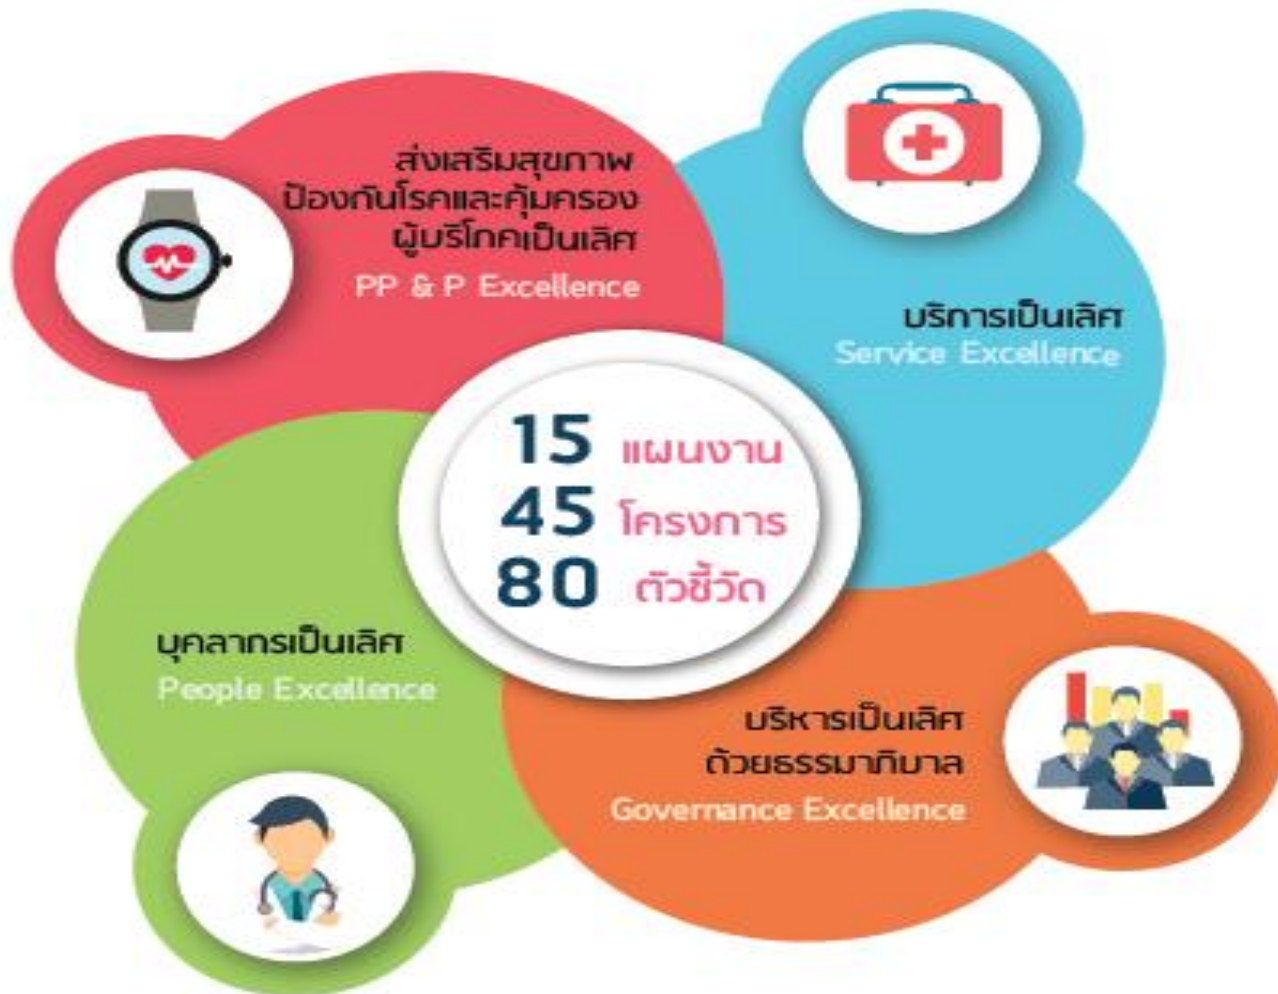 ส่งเสริมสุขภาพ
ป้องกันโรคและคุ้มครอง
ผู้บริโภคเป็นเลิศ
PP & P Excellence
บริการเป็นเลิศ
Service Excellence
15 แผนงาน
45 โครงการ
80 ตัวชี้วัด
บุคลากรเป็นเลิศ
People Excellence
บริหารเป็นเลิศ
ด้วยธรรมาภิบาล
Governance Excellence